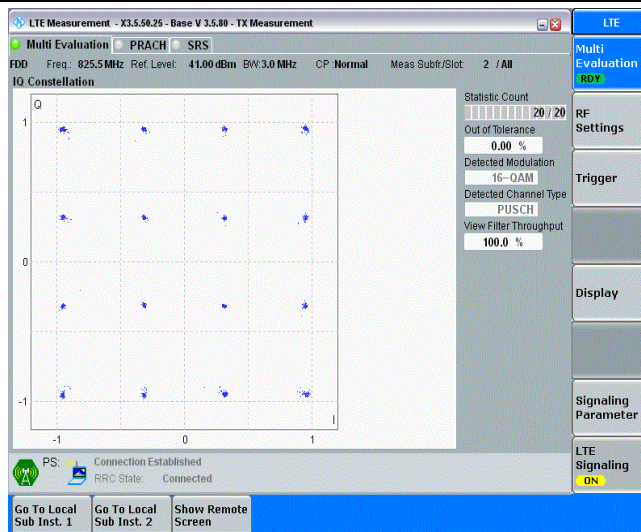 LTE Measurement - X3.5.50.25 - Base V 3.5.80 - TX Measurement
LTE
Multi Evaluation PRACH SRS
Multi
Evaluation
RDY
FDD Freq.: 825.5 MHz Ref. Level: 41.00 dBm BW: 3.0 MHz CP : Normal Meas Subfr./Slot: 2 / All
IQ Constellation
Q
1
0
-1
-1 0 1
I
Statistic Count
20 / 20
Out of Tolerance
0.00 %
Detected Modulation
16-QAM
Detected Channel Type
PUSCH
View Filter Throughput
100.0 %
RF
Settings
Trigger
Display
Signaling
Parameter
LTE
Signaling
ON
PS: Connection Established
RRC State: Connected
Go To Local
Sub Inst. 1
Go To Local
Sub Inst. 2
Show Remote
Screen